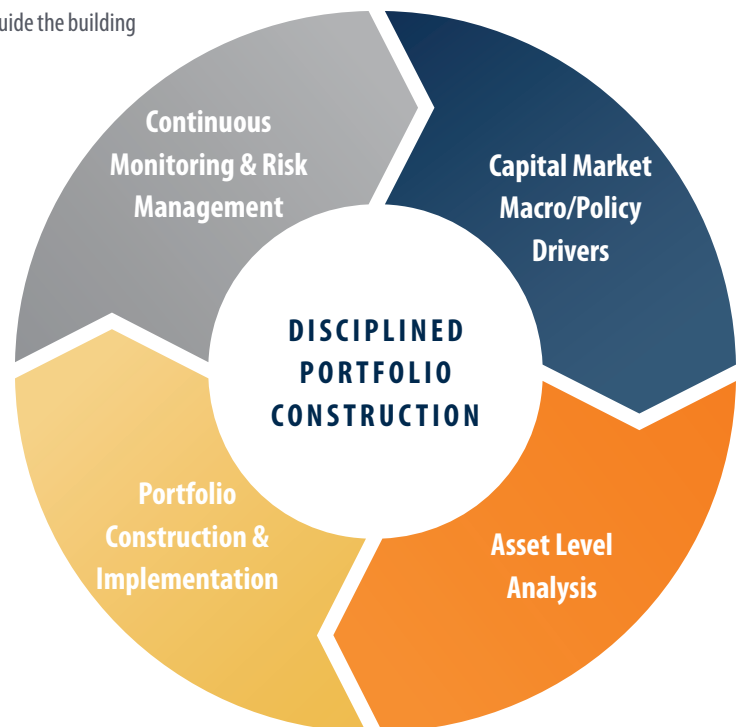 uide the building
Continuous
Monitoring & Risk
Management
Capital Market
Macro/Policy
Drivers
DISCIPLINED
PORTFOLIO
CONSTRUCTION
Portfolio
Construction &
Implementation
Asset Level
Analysis